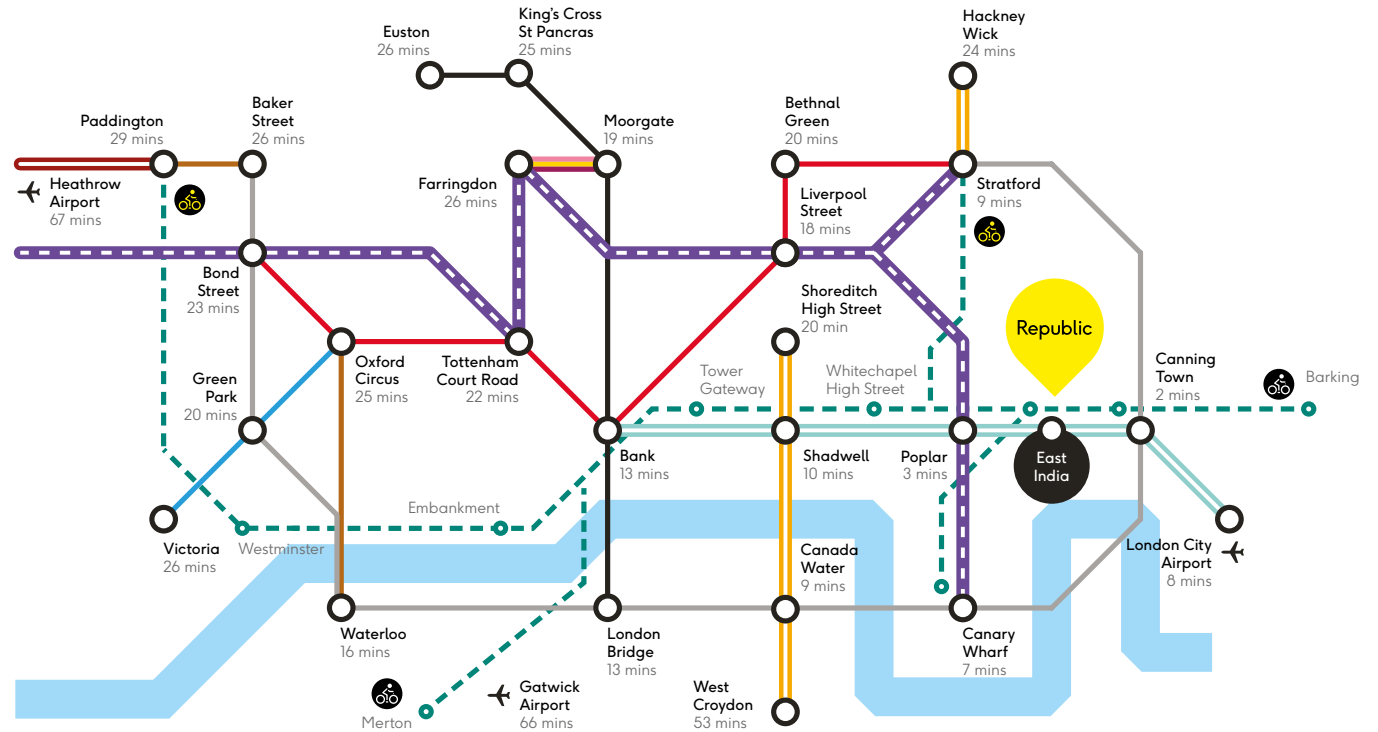 King's Cross
St Pancras
25 mins
Euston
26 mins
Hackney
Wick
24 mins
Paddington
29 mins
Baker
Street
26 mins
Moorgate
19 mins
Bethnal
Green
20 mins
Heathrow
Airport
67 mins
Farringdon
26 mins
Liverpool
Street
18 mins
Stratford
9 mins
Bond
Street
23 mins
Shoreditch
High Street
20 min
Republic
Green
Park
20 mins
Oxford
Circus
25 mins
Tottenham
Court Road
22 mins
Tower
Gateway
Whitechapel
High Street
Canning
Town
2 mins
Barking
Bank
13 mins
Shadwell
10 mins
Poplar
3 mins
East
India
Embankment
Victoria
26 mins
Westminster
Canada
Water
9 mins
London City
Airport
8 mins
Waterloo
16 mins
London
Bridge
13 mins
Canary
Wharf
7 mins
Merton
Gatwick
Airport
66 mins
West
Croydon
53 mins